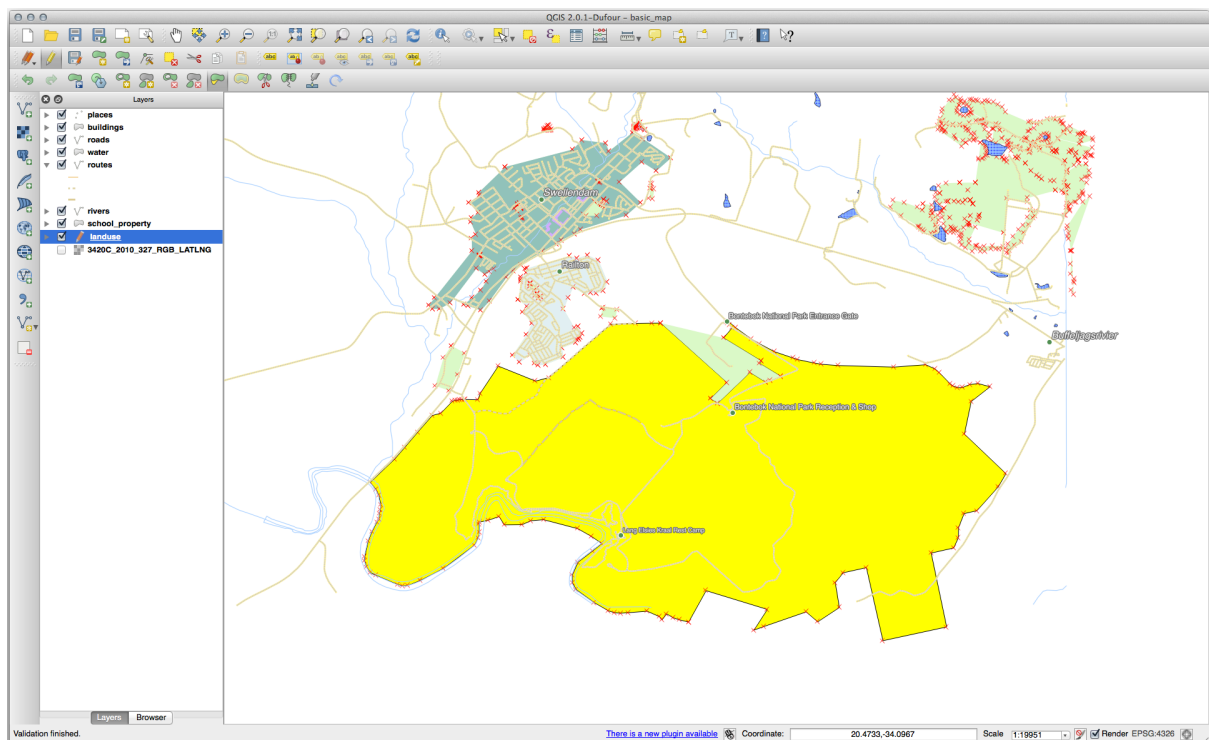 QGIS 2.0.1-Dufour – basic_map
Layers
places
buildings
roads
water
routes
rivers
school_property
landuse
3420C_2010_327_RGB_LATLNG
Layers
Browser
Swellendam
Railton
Bontebok National Park Entrance Gate
Buffeljagsrivier
Bontebok National Park Reception & Shop
Lang Elsies Kraal Rest Camp
Validation finished.
There is a new plugin available
Coordinate:
20.4733,-34.0967
Scale
1:19951
Render
EPSG:4326